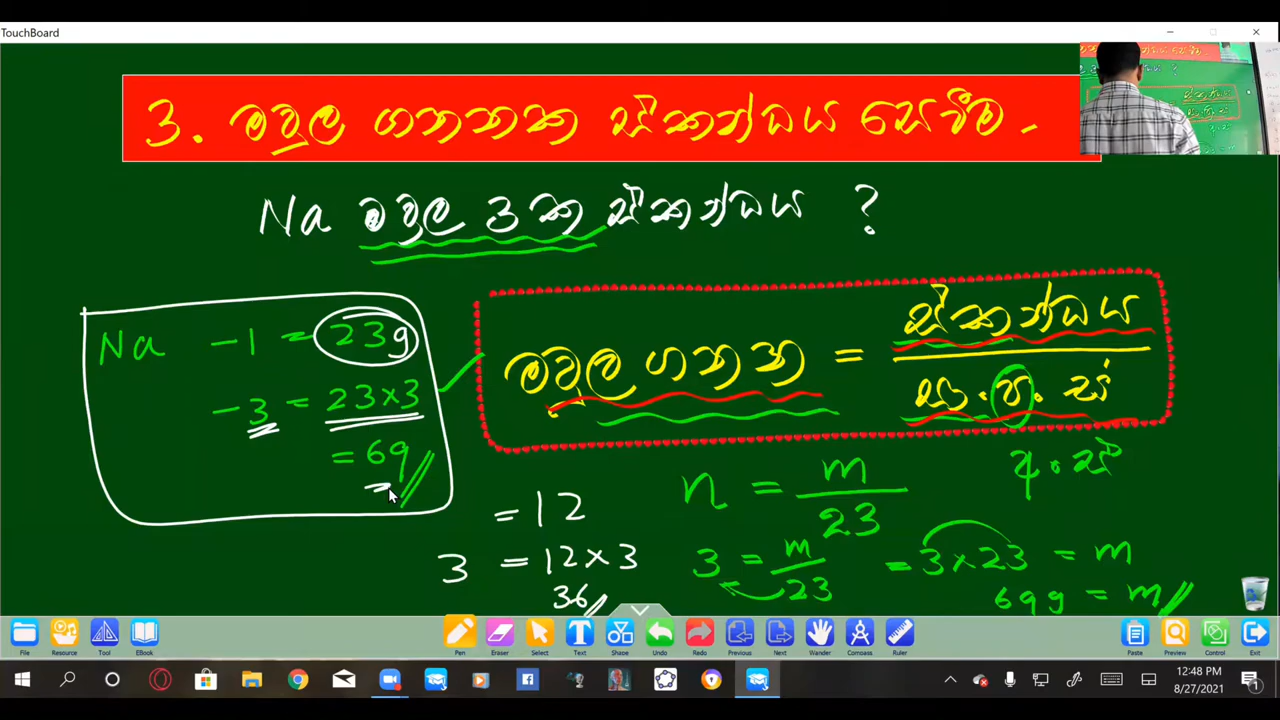 TouchBoard
3. මවුල ගනනක ස්කන්ධය සෙවීම.
Na මවුල 3ක ස්කන්ධය ?
Na - 1 = 23g
- 3 = 23×3
= 69
මවුල ගනන = ස්කන්ධය
සා.ප.ස්
අ.ස්
n = m
23
= 12
3 = 12×3
36
3 = m
23
= 3×23 = m
69g = m
File Resource Tool EBook Pen Eraser Select Text Shape Undo Redo Previous Next Wander Compass Ruler Paste Preview Control Exit
12:48 PM
8/27/2021